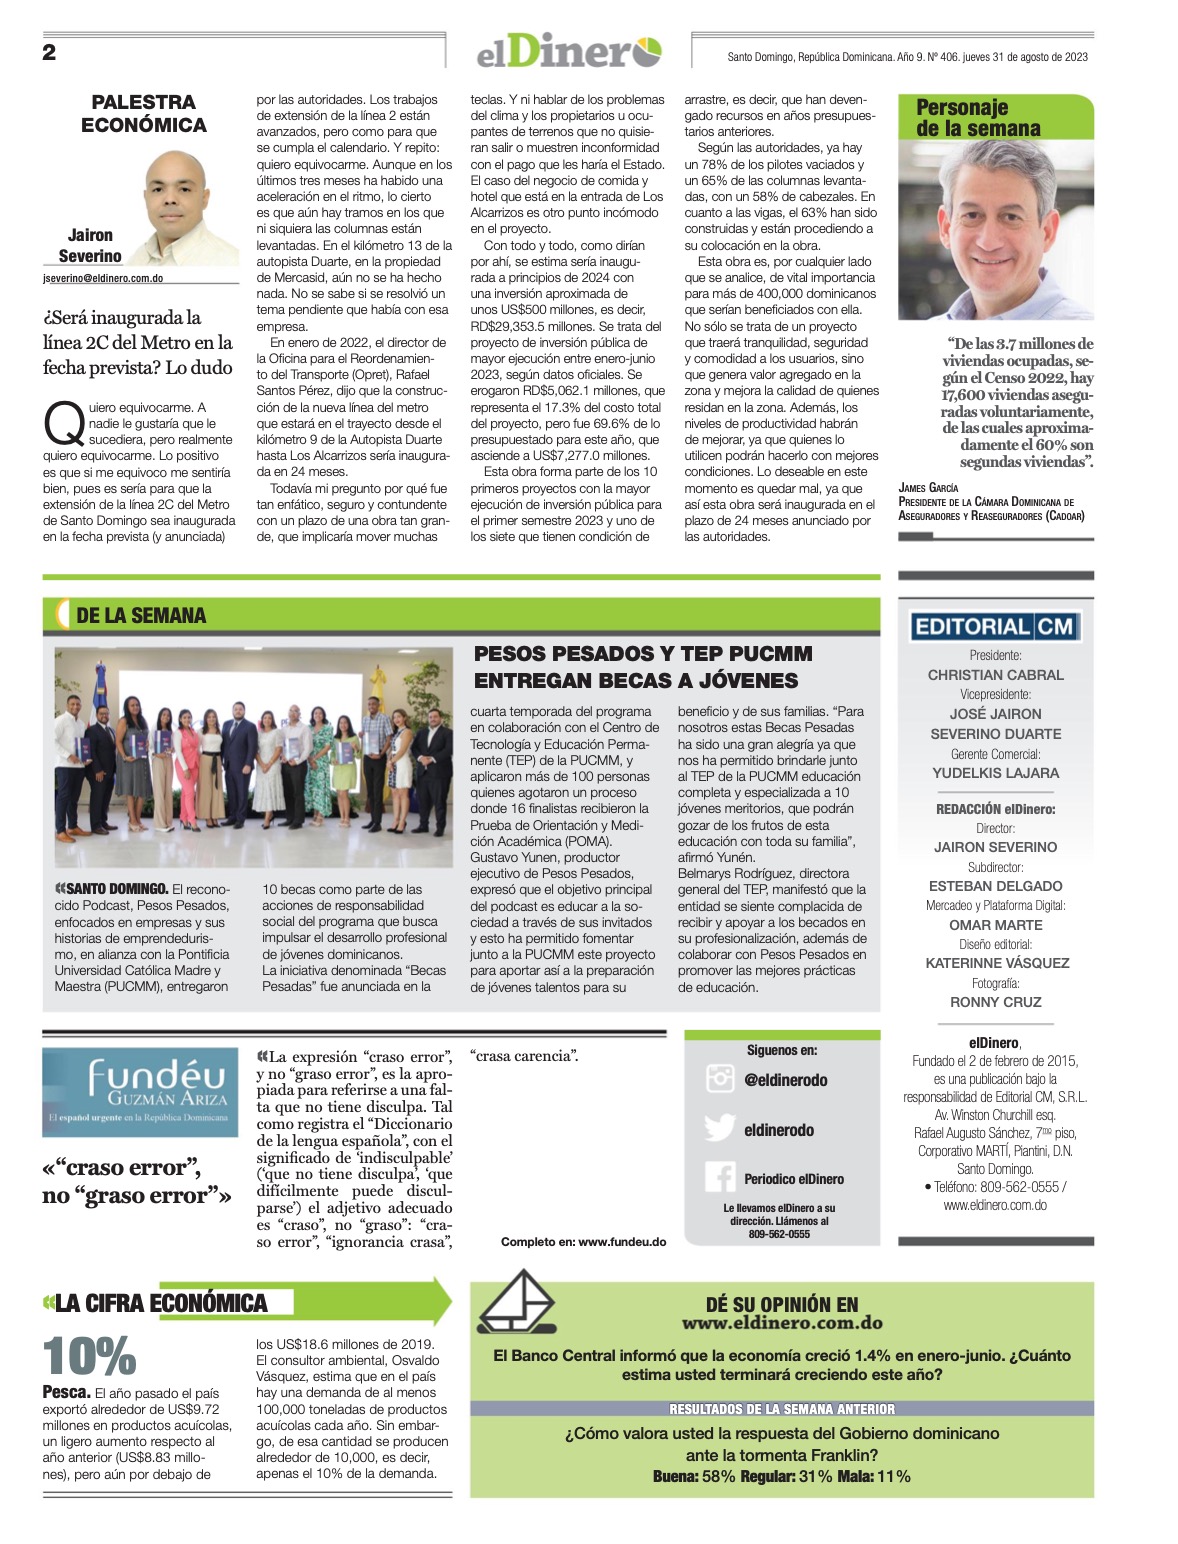 2
elDinero
Santo Domingo, República Dominicana. Año 9. Nº 406. jueves 31 de agosto de 2023
PALESTRA
ECONÓMICA
Jairon
Severino
jseverino@eldinero.com.do
¿Será inaugurada la
línea 2C del Metro en la
fecha prevista? Lo dudo
Quiero equivocarme. A
nadie le gustaría que le
sucediera, pero realmente
quiero equivocarme. Lo positivo
es que si me equivoco me sentiría
bien, pues es sería para que la
extensión de la línea 2C del Metro
de Santo Domingo sea inaugurada
en la fecha prevista (y anunciada)
por las autoridades. Los trabajos
de extensión de la línea 2 están
avanzados, pero como para que
se cumpla el calendario. Y repito:
quiero equivocarme. Aunque en los
últimos tres meses ha habido una
aceleración en el ritmo, lo cierto
es que aún hay tramos en los que
ni siquiera las columnas están
levantadas. En el kilómetro 13 de la
autopista Duarte, en la propiedad
de Mercasid, aún no se ha hecho
nada. No se sabe si se resolvió un
tema pendiente que había con esa
empresa.
En enero de 2022, el director de
la Oficina para el Reordenamien-
to del Transporte (Opret), Rafael
Santos Pérez, dijo que la construc-
ción de la nueva línea del metro
que estará en el trayecto desde el
kilómetro 9 de la Autopista Duarte
hasta Los Alcarrizos sería inaugura-
da en 24 meses.
Todavía mi pregunto por qué fue
tan enfático, seguro y contundente
con un plazo de una obra tan gran-
de, que implicaría mover muchas
teclas. Y ni hablar de los problemas
del clima y los propietarios u ocu-
pantes de terrenos que no quisie-
ran salir o muestren inconformidad
con el pago que les haría el Estado.
El caso del negocio de comida y
hotel que está en la entrada de Los
Alcarrizos es otro punto incómodo
en el proyecto.
Con todo y todo, como dirían
por ahí, se estima sería inaugu-
rada a principios de 2024 con
una inversión aproximada de
unos US$500 millones, es decir,
RD$29,353.5 millones. Se trata del
proyecto de inversión pública de
mayor ejecución entre enero-junio
2023, según datos oficiales. Se
erogaron RD$5,062.1 millones, que
representa el 17.3% del costo total
del proyecto, pero fue 69.6% de lo
presupuestado para este año, que
asciende a US$7,277.0 millones.
Esta obra forma parte de los 10
primeros proyectos con la mayor
ejecución de inversión pública para
el primer semestre 2023 y uno de
los siete que tienen condición de
arrastre, es decir, que han deven-
gado recursos en años presupues-
tarios anteriores.
Según las autoridades, ya hay
un 78% de los pilotes vaciados y
un 65% de las columnas levanta-
das, con un 58% de cabezales. En
cuanto a las vigas, el 63% han sido
construidas y están procediendo a
su colocación en la obra.
Esta obra es, por cualquier lado
que se analice, de vital importancia
para más de 400,000 dominicanos
que serían beneficiados con ella.
No sólo se trata de un proyecto
que traerá tranquilidad, seguridad
y comodidad a los usuarios, sino
que genera valor agregado en la
zona y mejora la calidad de quienes
residan en la zona. Además, los
niveles de productividad habrán
de mejorar, ya que quienes lo
utilicen podrán hacerlo con mejores
condiciones. Lo deseable en este
momento es quedar mal, ya que
así esta obra será inaugurada en el
plazo de 24 meses anunciado por
las autoridades.
Personaje
de la semana
“De las 3.7 millones de
viviendas ocupadas, se-
gún el Censo 2022, hay
17,600 viviendas asegu-
radas voluntariamente,
de las cuales aproxima-
damente el 60% son
segundas viviendas”.
James García
Presidente de la Cámara Dominicana de
Aseguradores y Reaseguradores (Cadoar)
DE LA SEMANA
PESOS PESADOS Y TEP PUCMM
ENTREGAN BECAS A JÓVENES
«SANTO DOMINGO. El recono-
cido Podcast, Pesos Pesados,
enfocados en empresas y sus
historias de emprendeduris-
mo, en alianza con la Pontificia
Universidad Católica Madre y
Maestra (PUCMM), entregaron
10 becas como parte de las
acciones de responsabilidad
social del programa que busca
impulsar el desarrollo profesional
de jóvenes dominicanos.
La iniciativa denominada “Becas
Pesadas” fue anunciada en la
cuarta temporada del programa
en colaboración con el Centro de
Tecnología y Educación Perma-
nente (TEP) de la PUCMM, y
aplicaron más de 100 personas
quienes agotaron un proceso
donde 16 finalistas recibieron la
Prueba de Orientación y Medi-
ción Académica (POMA).
Gustavo Yunen, productor
ejecutivo de Pesos Pesados,
expresó que el objetivo principal
del podcast es educar a la so-
ciedad a través de sus invitados
y esto ha permitido fomentar
junto a la PUCMM este proyecto
para aportar así a la preparación
de jóvenes talentos para su
beneficio y de sus familias. “Para
nosotros estas Becas Pesadas
ha sido una gran alegría ya que
nos ha permitido brindarle junto
al TEP de la PUCMM educación
completa y especializada a 10
jóvenes meritorios, que podrán
gozar de los frutos de esta
educación con toda su familia”,
afirmó Yunén.
Belmarys Rodríguez, directora
general del TEP, manifestó que la
entidad se siente complacida de
recibir y apoyar a los becados en
su profesionalización, además de
colaborar con Pesos Pesados en
promover las mejores prácticas
de educación.
EDITORIAL CM
Presidente:
CHRISTIAN CABRAL
Vicepresidente:
JOSÉ JAIRON
SEVERINO DUARTE
Gerente Comercial:
YUDELKIS LAJARA
REDACCIÓN elDinero:
Director:
JAIRON SEVERINO
Subdirector:
ESTEBAN DELGADO
Mercadeo y Plataforma Digital:
OMAR MARTE
Diseño editorial:
KATERINNE VÁSQUEZ
Fotografía:
RONNY CRUZ
elDinero,
Fundado el 2 de febrero de 2015,
es una publicación bajo la
responsabilidad de Editorial CM, S.R.L.
Av. Winston Churchill esq.
Rafael Augusto Sánchez, 7mo piso,
Corporativo MARTÍ, Piantini, D.N.
Santo Domingo.
• Teléfono: 809-562-0555 /
www.eldinero.com.do
fundéu
GUZMÁN ARIZA
El español urgente en la República Dominicana
«“craso error”,
no “graso error”»
«La expresión “craso error”,
y no “graso error”, es la apro-
piada para referirse a una fal-
ta que no tiene disculpa. Tal
como registra el “Diccionario
de la lengua española”, con el
significado de ‘indisculpable’
(‘que no tiene disculpa’, ‘que
difícilmente puede discul-
parse’) el adjetivo adecuado
es “craso”, no “graso”: “cra-
so error”, “ignorancia crasa”,
“crasa carencia”.
Completo en: www.fundeu.do
Siguenos en:
@eldinerodo
eldinerodo
Periodico elDinero
Le llevamos elDinero a su
dirección. Llámenos al
809-562-0555
«LA CIFRA ECONÓMICA
10%
Pesca. El año pasado el país
exportó alrededor de US$9.72
millones en productos acuícolas,
un ligero aumento respecto al
año anterior (US$8.83 millo-
nes), pero aún por debajo de
los US$18.6 millones de 2019.
El consultor ambiental, Osvaldo
Vásquez, estima que en el país
hay una demanda de al menos
100,000 toneladas de productos
acuícolas cada año. Sin embar-
go, de esa cantidad se producen
alrededor de 10,000, es decir,
apenas el 10% de la demanda.
DÉ SU OPINIÓN EN
www.eldinero.com.do
El Banco Central informó que la economía creció 1.4% en enero-junio. ¿Cuánto
estima usted terminará creciendo este año?
RESULTADOS DE LA SEMANA ANTERIOR
¿Cómo valora usted la respuesta del Gobierno dominicano
ante la tormenta Franklin?
Buena: 58% Regular: 31% Mala: 11%